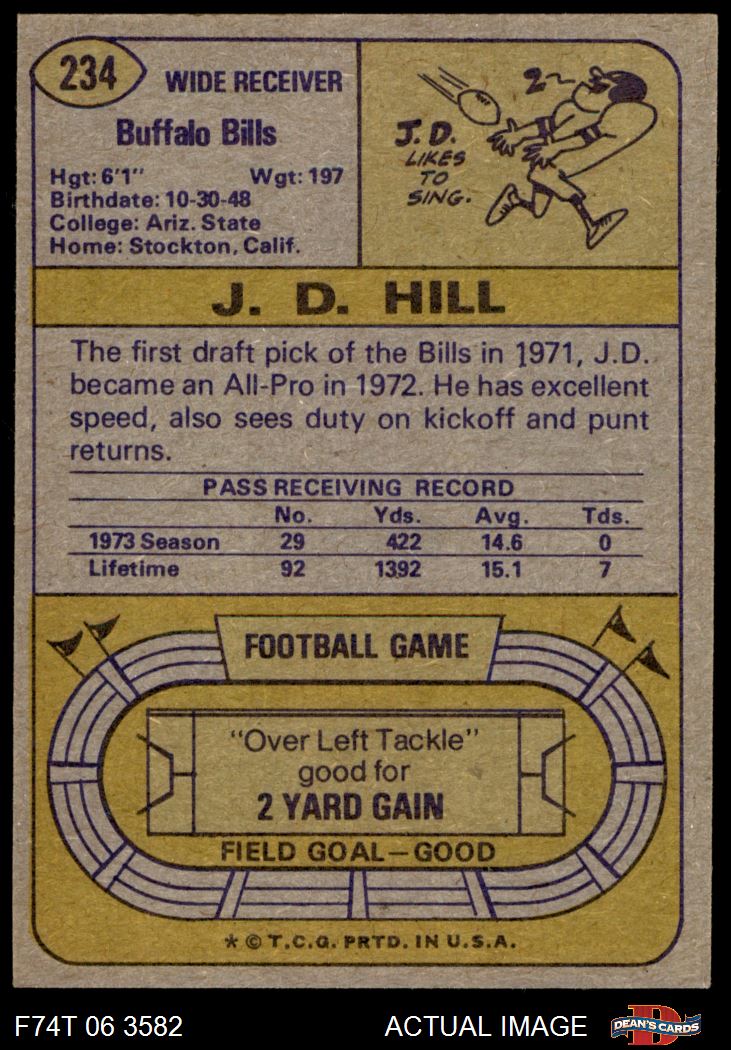 234
WIDE RECEIVER
Buffalo Bills
Hgt: 6'1" Wgt: 197
Birthdate: 10-30-48
College: Ariz. State
Home: Stockton, Calif.
J.D.
LIKES
TO
SING.
J. D. HILL
The first draft pick of the Bills in 1971, J.D.
became an All-Pro in 1972. He has excellent
speed, also sees duty on kickoff and punt
returns.
PASS RECEIVING RECORD
No. Yds. Avg. Tds.
1973 Season 29 422 14.6 0
Lifetime 92 1392 15.1 7
FOOTBALL GAME
"Over Left Tackle"
good for
2 YARD GAIN
FIELD GOAL—GOOD
* © T.C.G. PRTD. IN U.S.A.
F74T 06 3582 ACTUAL IMAGE
DEAN'S CARDS